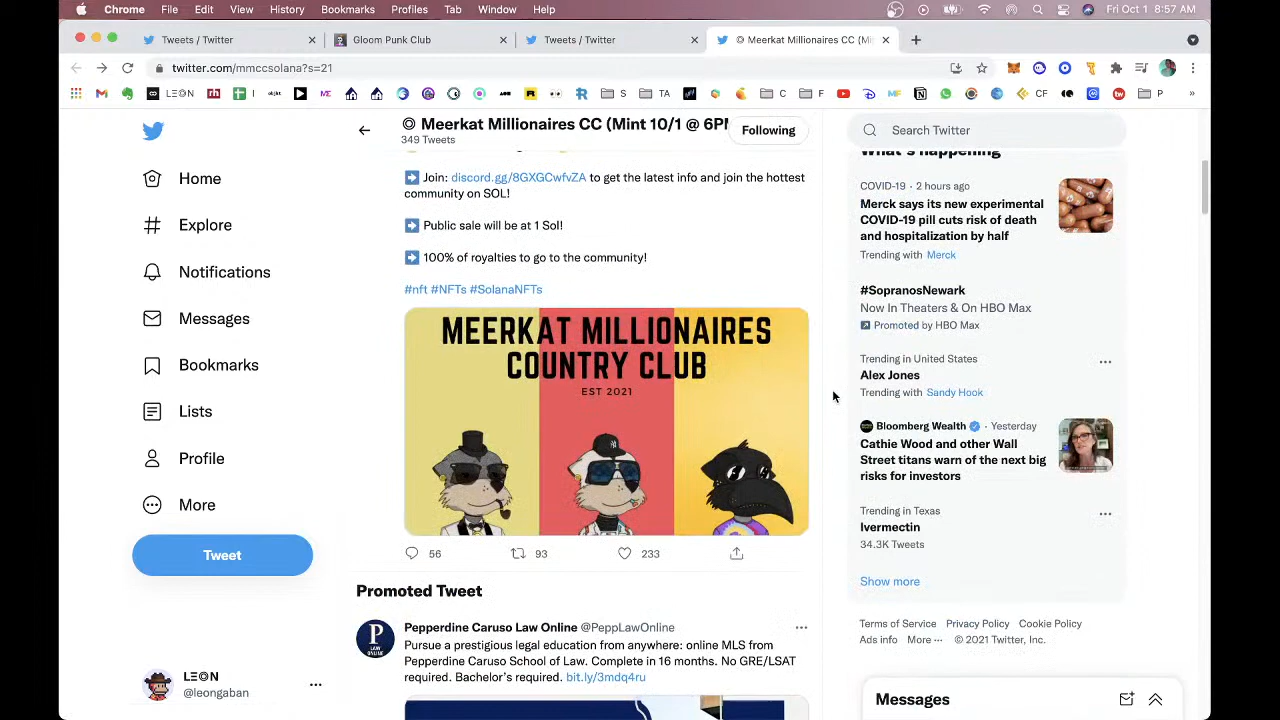 Chrome File Edit View History Bookmarks Profiles Tab Window Help Fri Oct 1 8:57 AM
Tweets / Twitter Gloom Punk Club Tweets / Twitter Meerkat Millionaires CC (Mi
twitter.com/mmccsolana?s=21
LEON S TA C F CF P »
Meerkat Millionaires CC (Mint 10/1 @ 6PM
349 Tweets
Following
Search Twitter
Home
Explore
Notifications
Messages
Bookmarks
Lists
Profile
More
Tweet
LΞ◎N
@leongaban
Join: discord.gg/8GXGCwfvZA to get the latest info and join the hottest
community on SOL!
Public sale will be at 1 Sol!
100% of royalties to go to the community!
#nft #NFTs #SolanaNFTs
MEERKAT MILLIONAIRES
COUNTRY CLUB
EST 2021
56 93 233
Promoted Tweet
Pepperdine Caruso Law Online @PeppLawOnline
Pursue a prestigious legal education from anywhere: online MLS from
Pepperdine Caruso School of Law. Complete in 16 months. No GRE/LSAT
required. Bachelor's required. bit.ly/3mdq4ru
P
LAW
ONLINE
What's happening
COVID-19 · 2 hours ago
Merck says its new experimental
COVID-19 pill cuts risk of death
and hospitalization by half
Trending with Merck
#SopranosNewark
Now In Theaters & On HBO Max
Promoted by HBO Max
Trending in United States
Alex Jones
Trending with Sandy Hook
Bloomberg Wealth · Yesterday
Cathie Wood and other Wall
Street titans warn of the next big
risks for investors
Trending in Texas
Ivermectin
34.3K Tweets
Show more
Terms of Service Privacy Policy Cookie Policy
Ads info More ··· © 2021 Twitter, Inc.
Messages